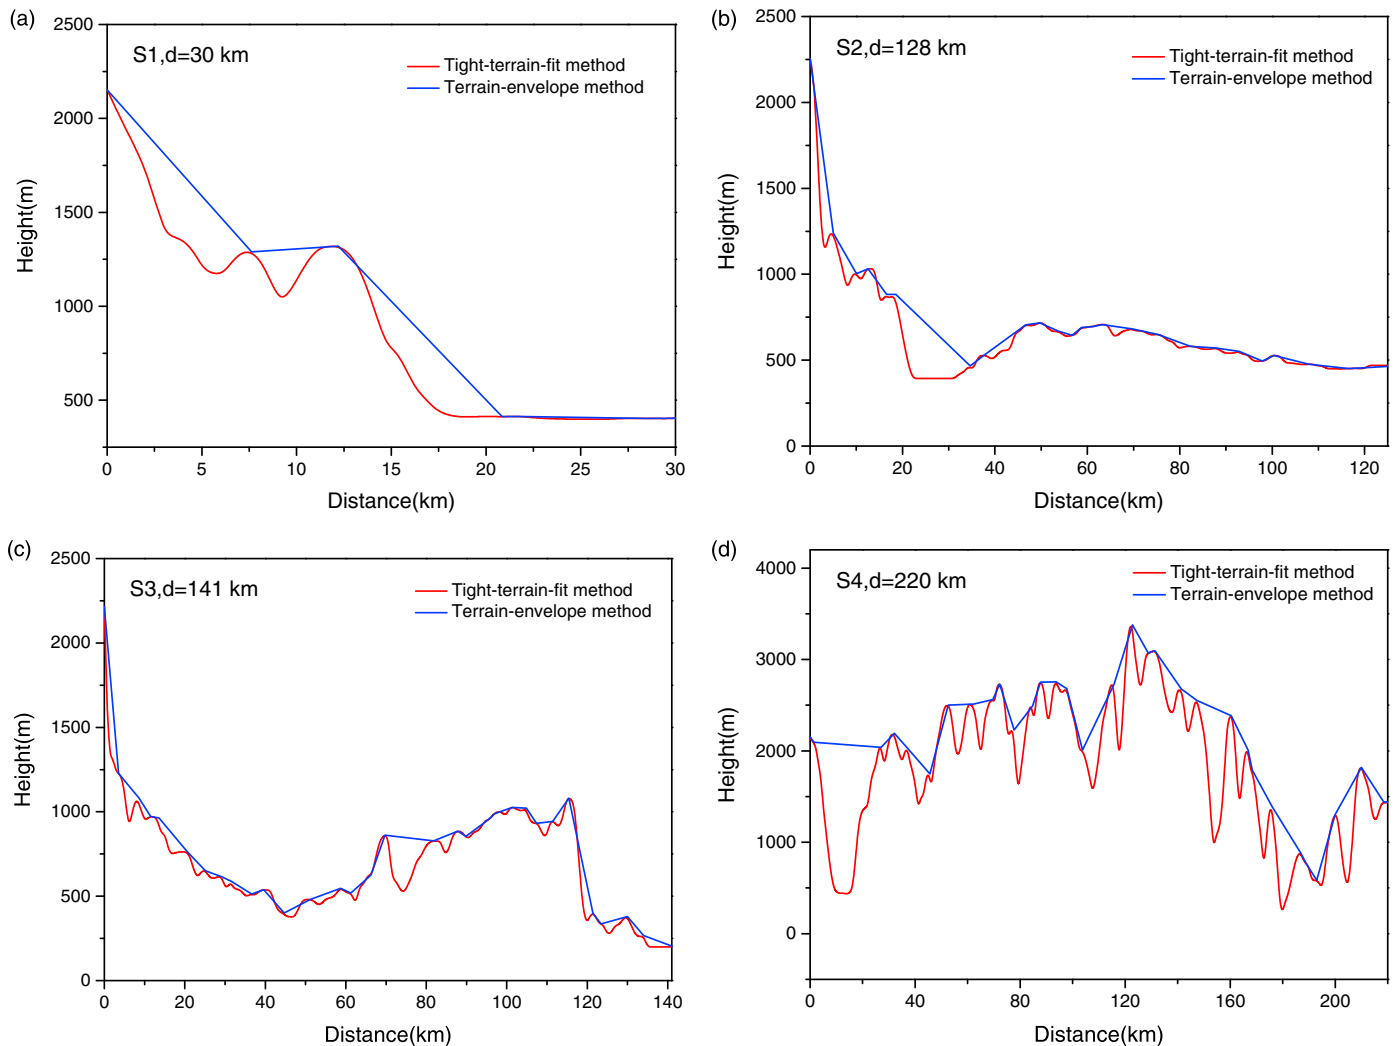 (a)
S1,d=30 km
Tight-terrain-fit method
Terrain-envelope method
Height(m)
2500
2000
1500
1000
500
0 5 10 15 20 25 30
Distance(km)
(b)
S2,d=128 km
Tight-terrain-fit method
Terrain-envelope method
Height(m)
2500
2000
1500
1000
500
0
0 20 40 60 80 100 120
Distance(km)
(c)
S3,d=141 km
Tight-terrain-fit method
Terrain-envelope method
Height(m)
2500
2000
1500
1000
500
0
0 20 40 60 80 100 120 140
Distance(km)
(d)
S4,d=220 km
Tight-terrain-fit method
Terrain-envelope method
Height(m)
4000
3000
2000
1000
0
0 40 80 120 160 200
Distance(km)